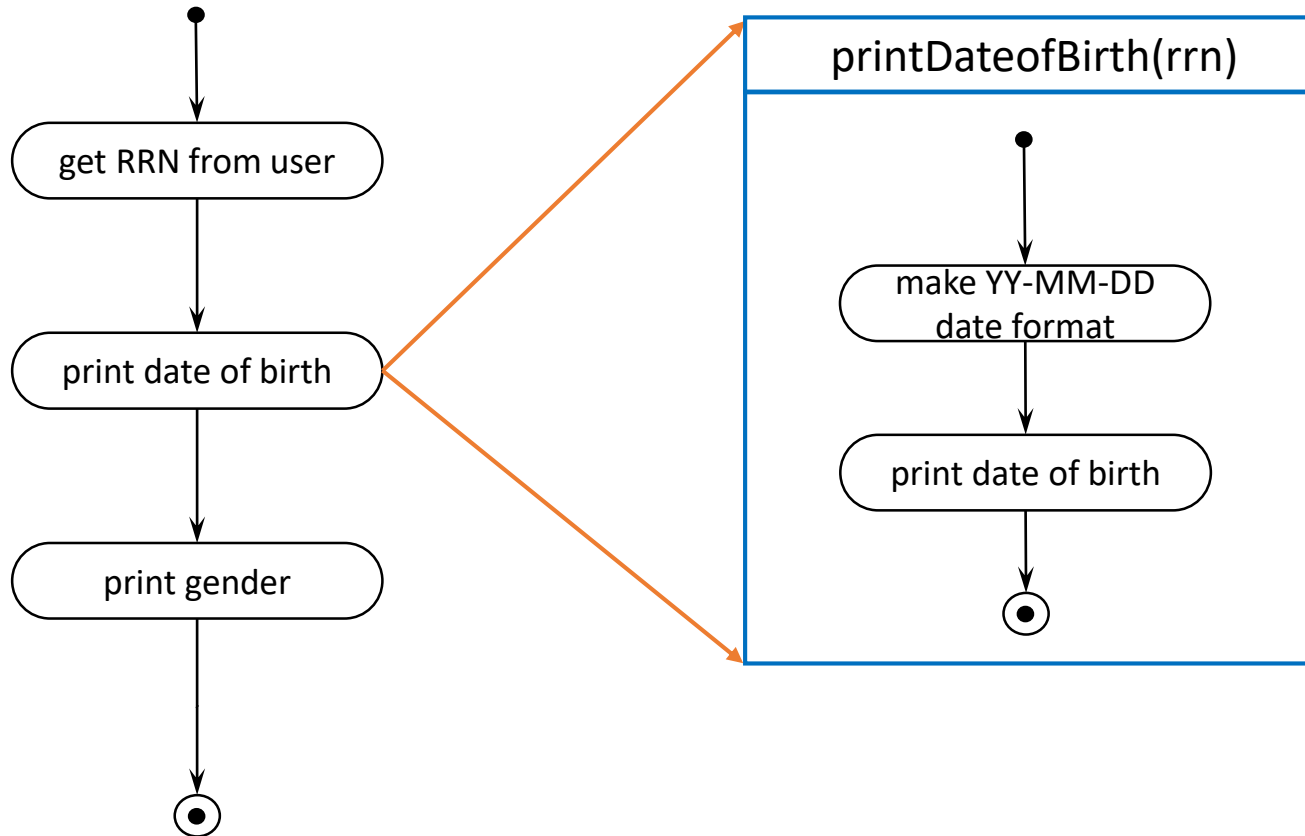 get RRN from user
print date of birth
print gender
printDateofBirth(rrn)
make YY-MM-DD
date format
print date of birth